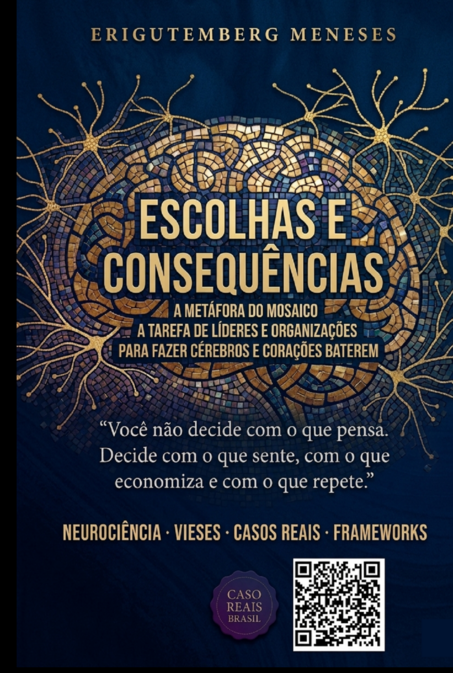 ERIGUTEMBERG MENESES
ESCOLHAS E
CONSEQUÊNCIAS
A METÁFORA DO MOSAICO
A TAREFA DE LÍDERES E ORGANIZAÇÕES
PARA FAZER CÉREBROS E CORAÇÕES BATEREM
“Você não decide com o que pensa.
Decide com o que sente, com o que
economiza e com o que repete.”
NEUROCIÊNCIA · VIESES · CASOS REAIS · FRAMEWORKS
CASO
REAIS
BRASIL